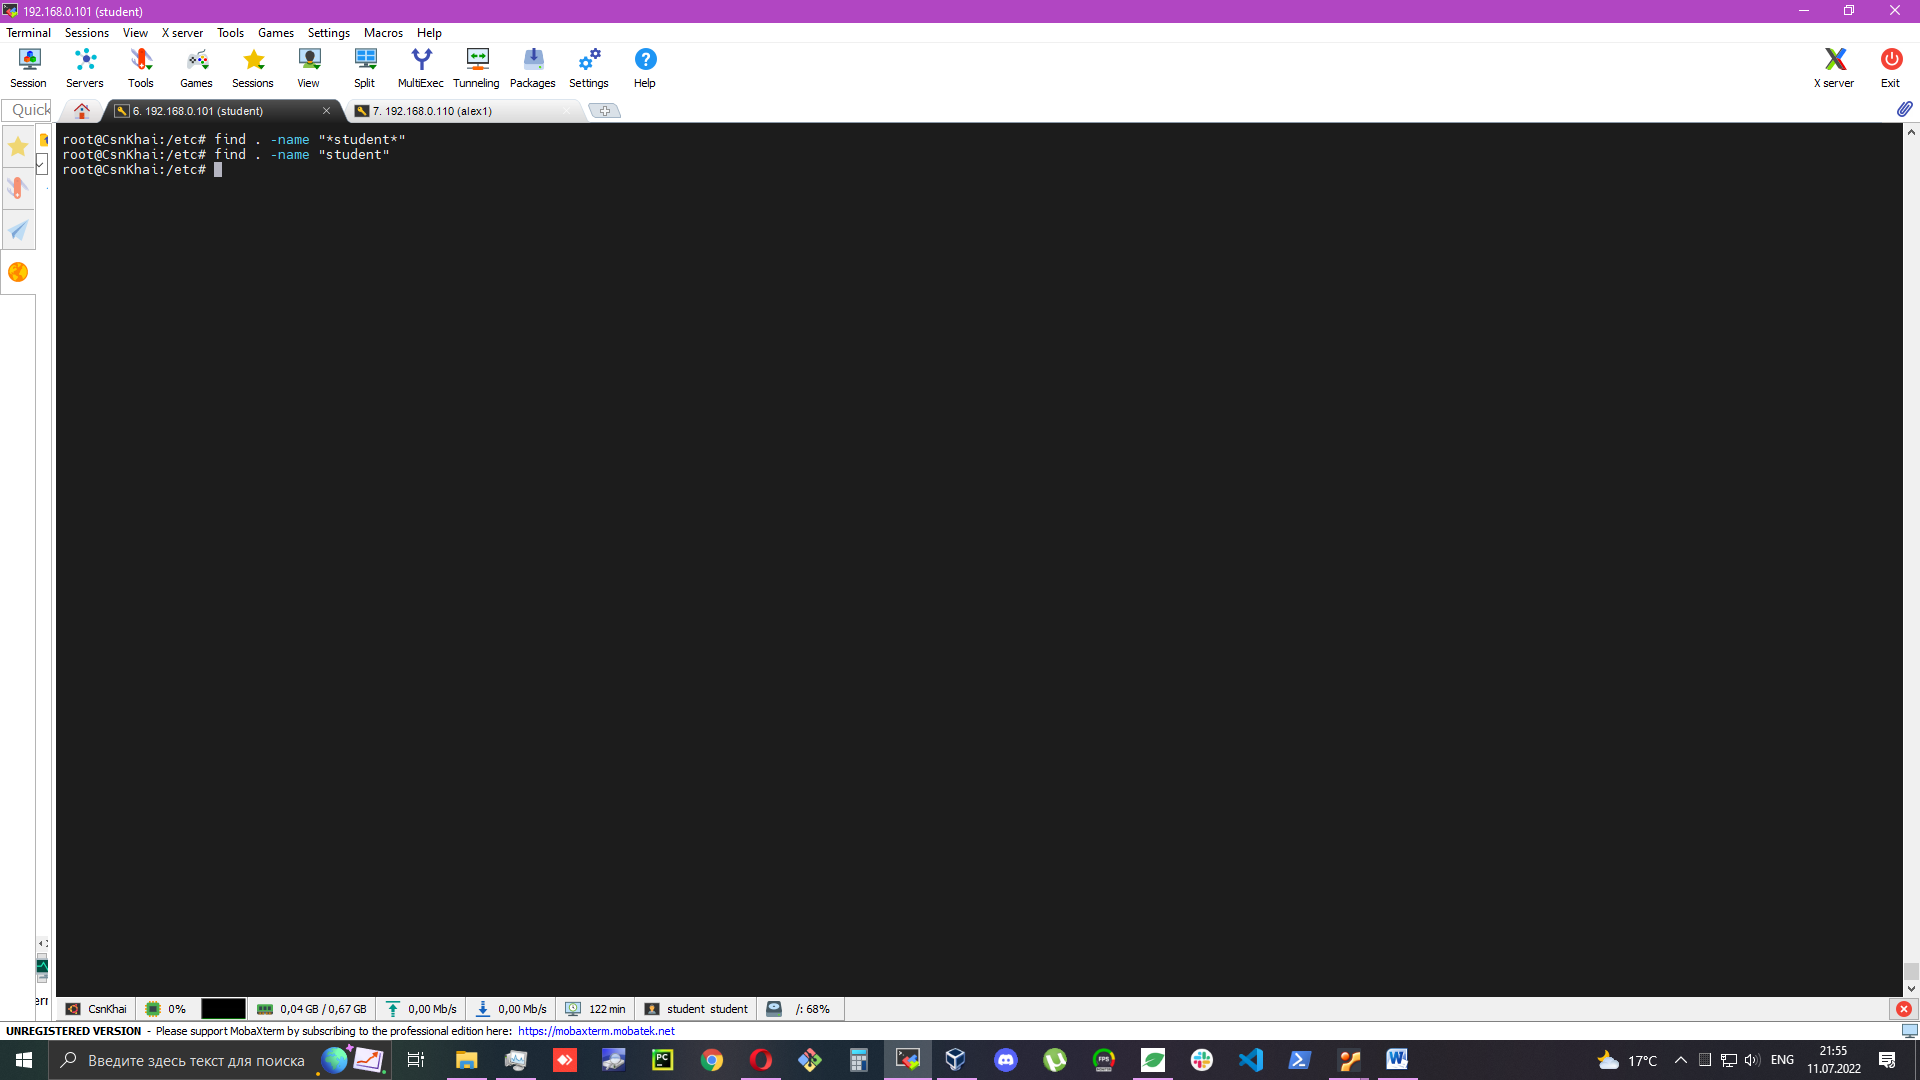 192.168.0.101 (student)
Terminal Sessions View X server Tools Games Settings Macros Help
Session Servers Tools Games Sessions View Split MultiExec Tunneling Packages Settings Help X server Exit
Quick 6. 192.168.0.101 (student) 7. 192.168.0.110 (alex1)
root@CsnKhai:/etc# find . -name "*student*"
root@CsnKhai:/etc# find . -name "student"
root@CsnKhai:/etc#
CsnKhai 0% 0,04 GB / 0,67 GB 0,00 Mb/s 0,00 Mb/s 122 min student student /: 68%
UNREGISTERED VERSION - Please support MobaXterm by subscribing to the professional edition here: https://mobaxterm.mobatek.net
Введите здесь текст для поиска 17°C ENG 21:55
11.07.2022